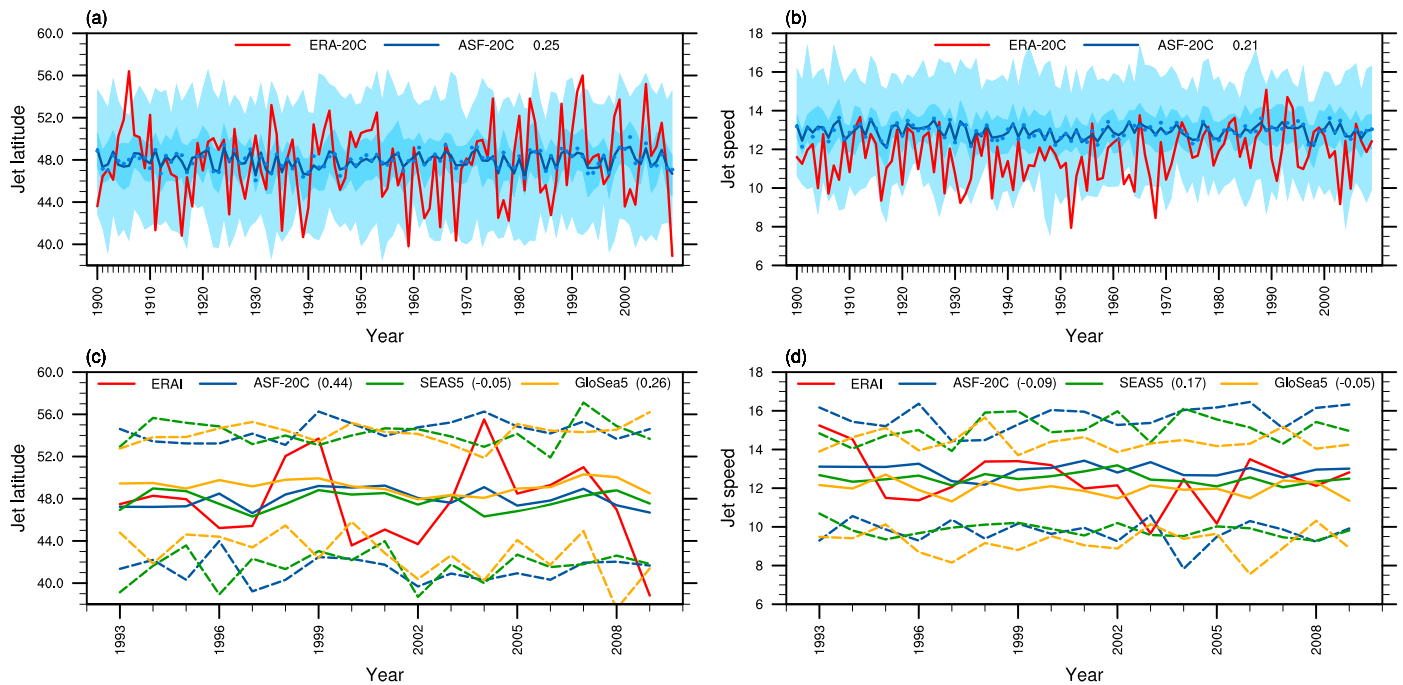 (a)
ERA-20C ASF-20C 0.25
Jet latitude
60.0
56.0
52.0
48.0
44.0
40.0
1900 1910 1920 1930 1940 1950 1960 1970 1980 1990 2000
Year
(b)
ERA-20C ASF-20C 0.21
Jet speed
18
16
14
12
10
8
6
1900 1910 1920 1930 1940 1950 1960 1970 1980 1990 2000
Year
(c)
ERAI ASF-20C (0.44) SEAS5 (-0.05) GloSea5 (0.26)
Jet latitude
60.0
56.0
52.0
48.0
44.0
40.0
1993 1996 1999 2002 2005 2008
Year
(d)
ERAI ASF-20C (-0.09) SEAS5 (0.17) GloSea5 (-0.05)
Jet speed
18
16
14
12
10
8
6
1993 1996 1999 2002 2005 2008
Year